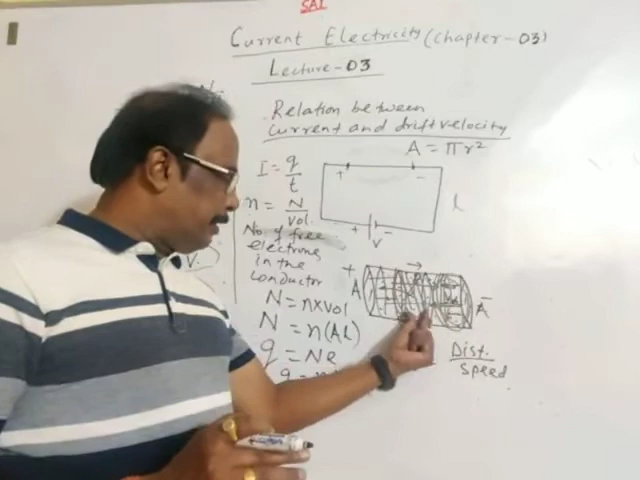 SAI
Current Electricity (Chapter-03)
Lecture-03
Relation between
current and drift velocity
A = πr²
I = q/t
+ -
n = N/Vol.
l
+ -
V
No. of free
electrons
in the
conductor
V.
+ → -
A A
N = n×vol
N = n(Al)
q = Ne
Dist.
speed